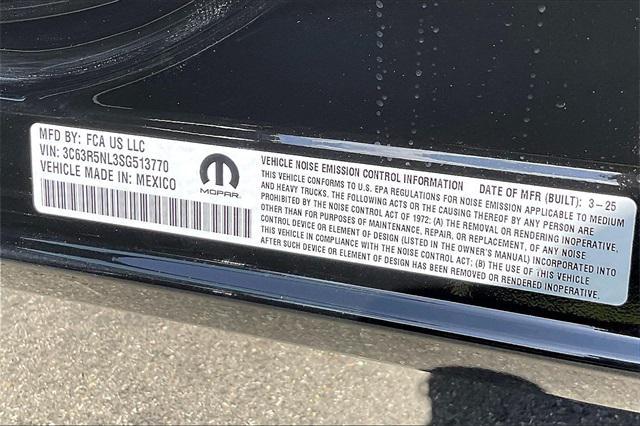 MFD BY: FCA US LLC
VIN: 3C63R5NL3SG513770
VEHICLE MADE IN: MEXICO
MOPAR
VEHICLE NOISE EMISSION CONTROL INFORMATION DATE OF MFR (BUILT): 3-25
THIS VEHICLE CONFORMS TO U.S. EPA REGULATIONS FOR NOISE EMISSION APPLICABLE TO MEDIUM
AND HEAVY TRUCKS. THE FOLLOWING ACTS OR THE CAUSING THEREOF BY ANY PERSON ARE
PROHIBITED BY THE NOISE CONTROL ACT OF 1972: (A) THE REMOVAL OR RENDERING INOPERATIVE,
OTHER THAN FOR PURPOSES OF MAINTENANCE, REPAIR, OR REPLACEMENT, OF ANY NOISE
CONTROL DEVICE OR ELEMENT OF DESIGN (LISTED IN THE OWNER'S MANUAL) INCORPORATED INTO
THIS VEHICLE IN COMPLIANCE WITH THE NOISE CONTROL ACT; (B) THE USE OF THIS VEHICLE
AFTER SUCH DEVICE OR ELEMENT OF DESIGN HAS BEEN REMOVED OR RENDERED INOPERATIVE.